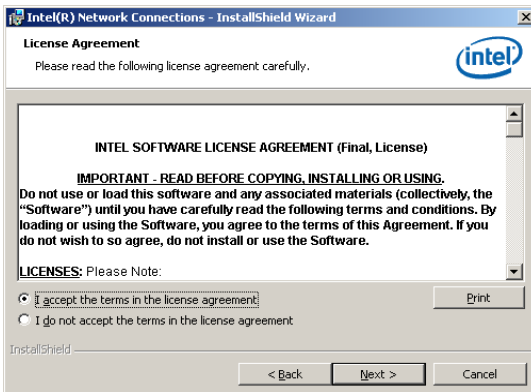 Intel(R) Network Connections - InstallShield Wizard
License Agreement
Please read the following license agreement carefully.
intel
INTEL SOFTWARE LICENSE AGREEMENT (Final, License)
IMPORTANT - READ BEFORE COPYING, INSTALLING OR USING.
Do not use or load this software and any associated materials (collectively, the
“Software”) until you have carefully read the following terms and conditions. By
loading or using the Software, you agree to the terms of this Agreement. If you
do not wish to so agree, do not install or use the Software.
LICENSES: Please Note:
I accept the terms in the license agreement
Print
I do not accept the terms in the license agreement
InstallShield
< Back
Next >
Cancel